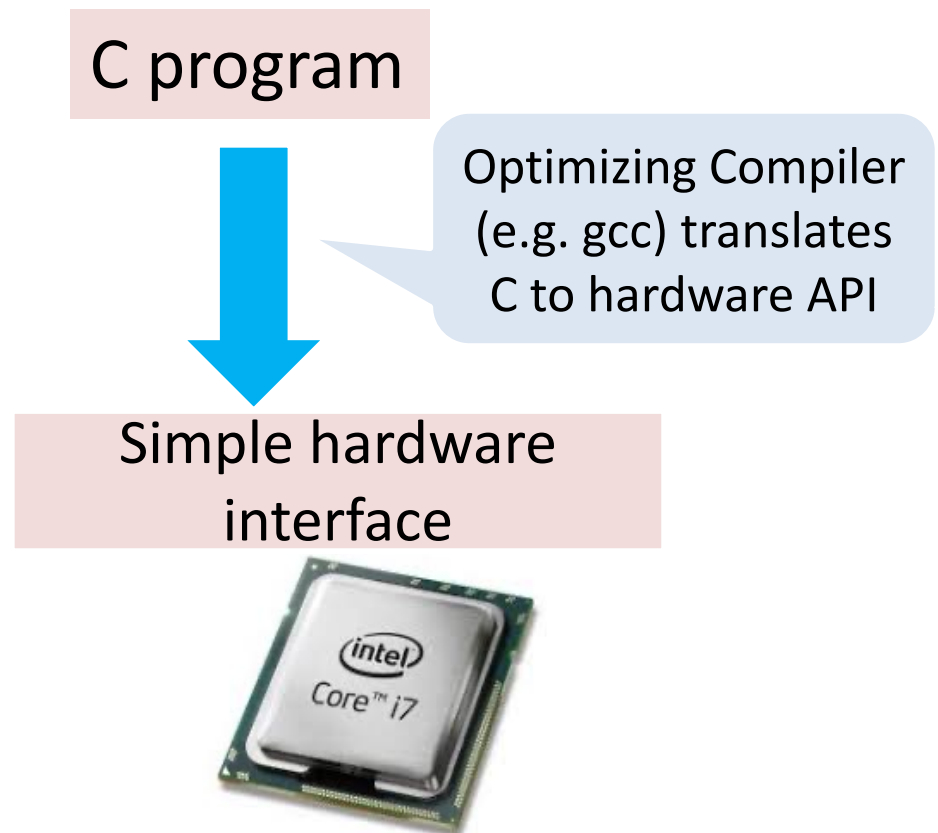 C program
Optimizing Compiler
(e.g. gcc) translates
C to hardware API
Simple hardware
interface
intel
Core™ i7